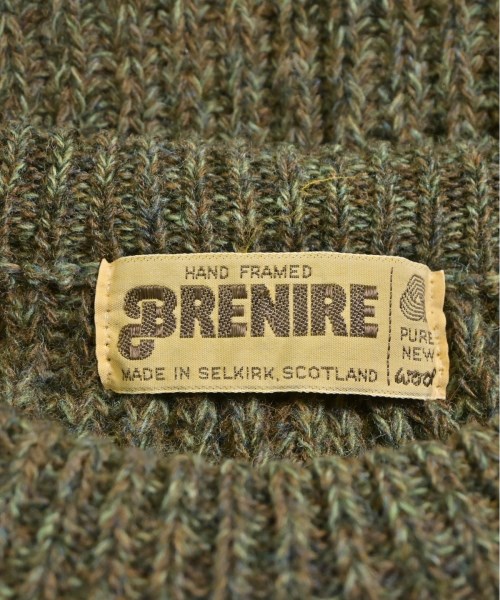 HAND FRAMED
BRENIRE
MADE IN SELKIRK, SCOTLAND
PURE
NEW
wool